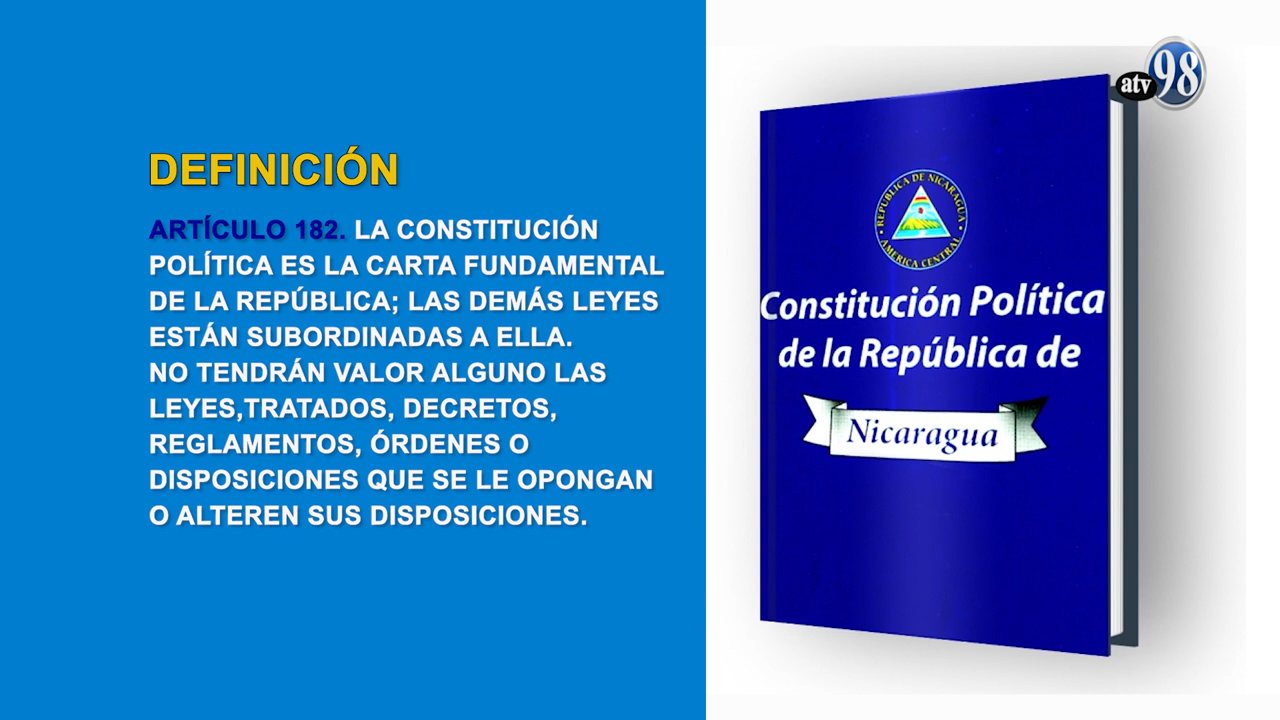 DEFINICIÓN
ARTÍCULO 182. LA CONSTITUCIÓN
POLÍTICA ES LA CARTA FUNDAMENTAL
DE LA REPÚBLICA; LAS DEMÁS LEYES
ESTÁN SUBORDINADAS A ELLA.
NO TENDRÁN VALOR ALGUNO LAS
LEYES,TRATADOS, DECRETOS,
REGLAMENTOS, ÓRDENES O
DISPOSICIONES QUE SE LE OPONGAN
O ALTEREN SUS DISPOSICIONES.
atv 98
REPÚBLICA DE NICARAGUA
AMERICA CENTRAL
Constitución Política
de la República de
Nicaragua